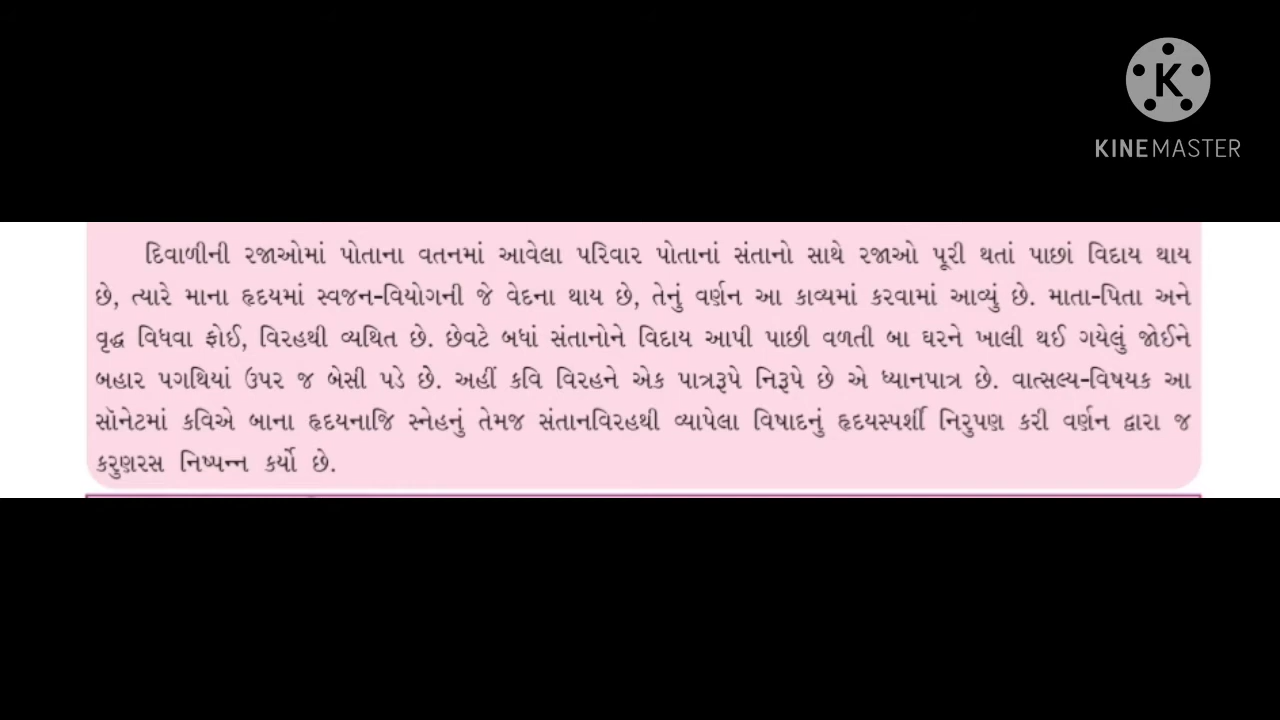 K
KINEMASTER
દિવાળીની રજાઓમાં પોતાના વતનમાં આવેલા પરિવાર પોતાનાં સંતાનો સાથે રજાઓ પૂરી થતાં પાછાં વિદાય થાય
છે, ત્યારે માના હૃદયમાં સ્વજન-વિયોગની જે વેદના થાય છે, તેનું વર્ણન આ કાવ્યમાં કરવામાં આવ્યું છે. માતા-પિતા અને
વૃદ્ધ વિધવા ફોઈ, વિરહથી વ્યથિત છે. છેવટે બધાં સંતાનોને વિદાય આપી પાછી વળતી બા ઘરને ખાલી થઈ ગયેલું જોઈને
બહાર પગથિયાં ઉપર જ બેસી પડે છે. અહીં કવિ વિરહને એક પાત્રરૂપે નિરૂપે છે એ ધ્યાનપાત્ર છે. વાત્સલ્ય-વિષયક આ
સૉનેટમાં કવિએ બાના હૃદયનાજિ સ્નેહનું તેમજ સંતાનવિરહથી વ્યાપેલા વિષાદનું હૃદયસ્પર્શી નિરુપણ કરી વર્ણન દ્વારા જ
કરુણરસ નિષ્પન્ન કર્યો છે.